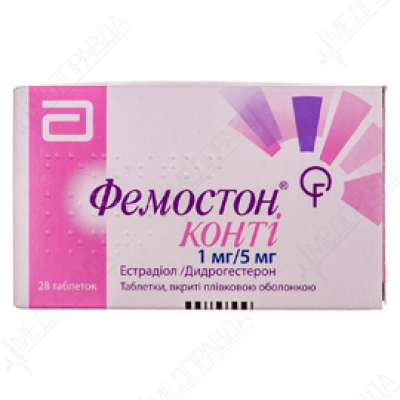 Фемостон®
конті
1 мг/5 мг
Естрадіол /Дидрогестерон
28 таблеток
Таблетки, вкриті плівковою оболонкою